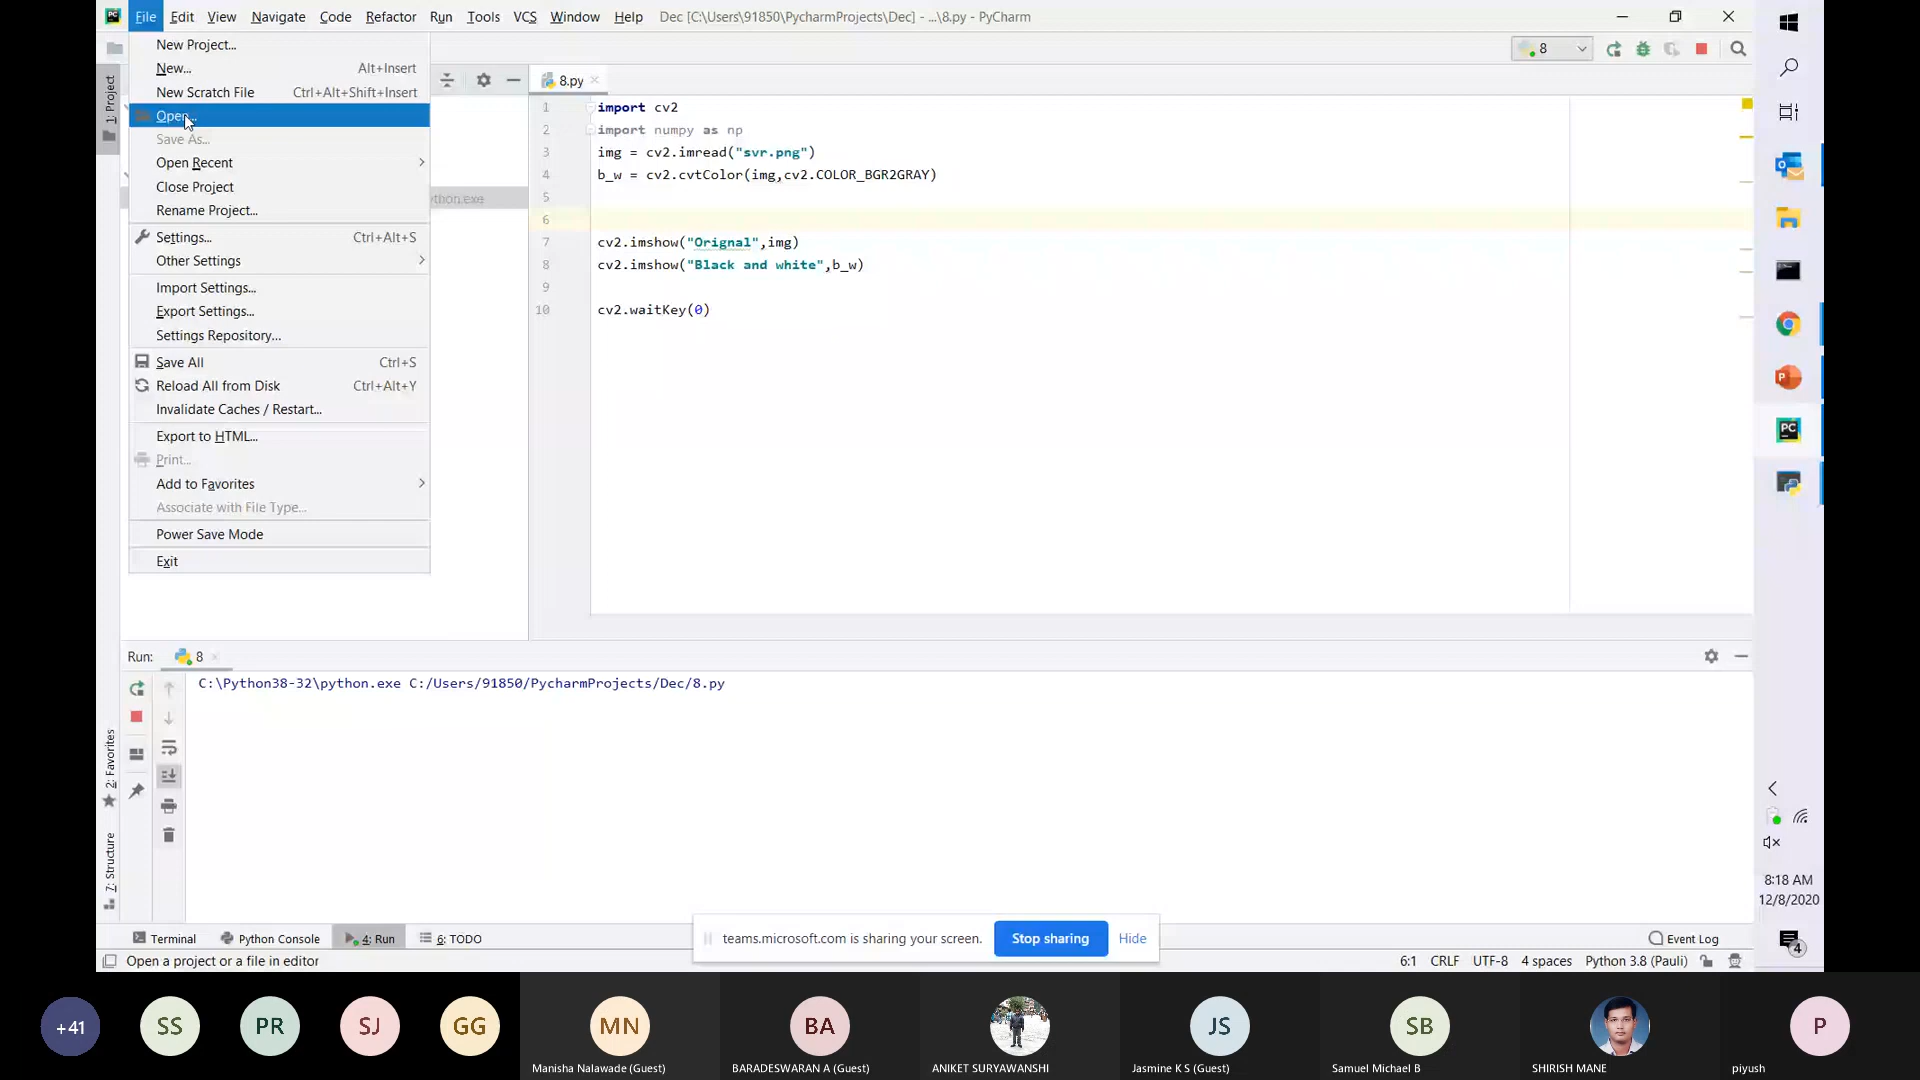 File Edit View Navigate Code Refactor Run Tools VCS Window Help Dec [C:\Users\91850\PycharmProjects\Dec] - ...\8.py - PyCharm
New Project...
New... Alt+Insert
New Scratch File Ctrl+Alt+Shift+Insert
Open...
Save As...
Open Recent
Close Project
Rename Project...
Settings... Ctrl+Alt+S
Other Settings
Import Settings...
Export Settings...
Settings Repository...
Save All Ctrl+S
Reload All from Disk Ctrl+Alt+Y
Invalidate Caches / Restart...
Export to HTML...
Print...
Add to Favorites
Associate with File Type...
Power Save Mode
Exit
1: Project
ython.exe
8
8.py
1 import cv2
2 import numpy as np
3 img = cv2.imread("svr.png")
4 b_w = cv2.cvtColor(img,cv2.COLOR_BGR2GRAY)
5
6
7 cv2.imshow("Orignal",img)
8 cv2.imshow("Black and white",b_w)
9
10 cv2.waitKey(0)
Run: 8
C:\Python38-32\python.exe C:/Users/91850/PycharmProjects/Dec/8.py
2: Favorites
7: Structure
Terminal Python Console 4: Run 6: TODO
teams.microsoft.com is sharing your screen. Stop sharing Hide
Event Log
Open a project or a file in editor
6:1 CRLF UTF-8 4 spaces Python 3.8 (Pauli)
P
PC
8:18 AM
12/8/2020
4
+41 SS PR SJ GG MN BA JS SB P
Manisha Nalawade (Guest) BARADESWARAN A (Guest) ANIKET SURYAWANSHI Jasmine K S (Guest) Samuel Michael B SHIRISH MANE piyush